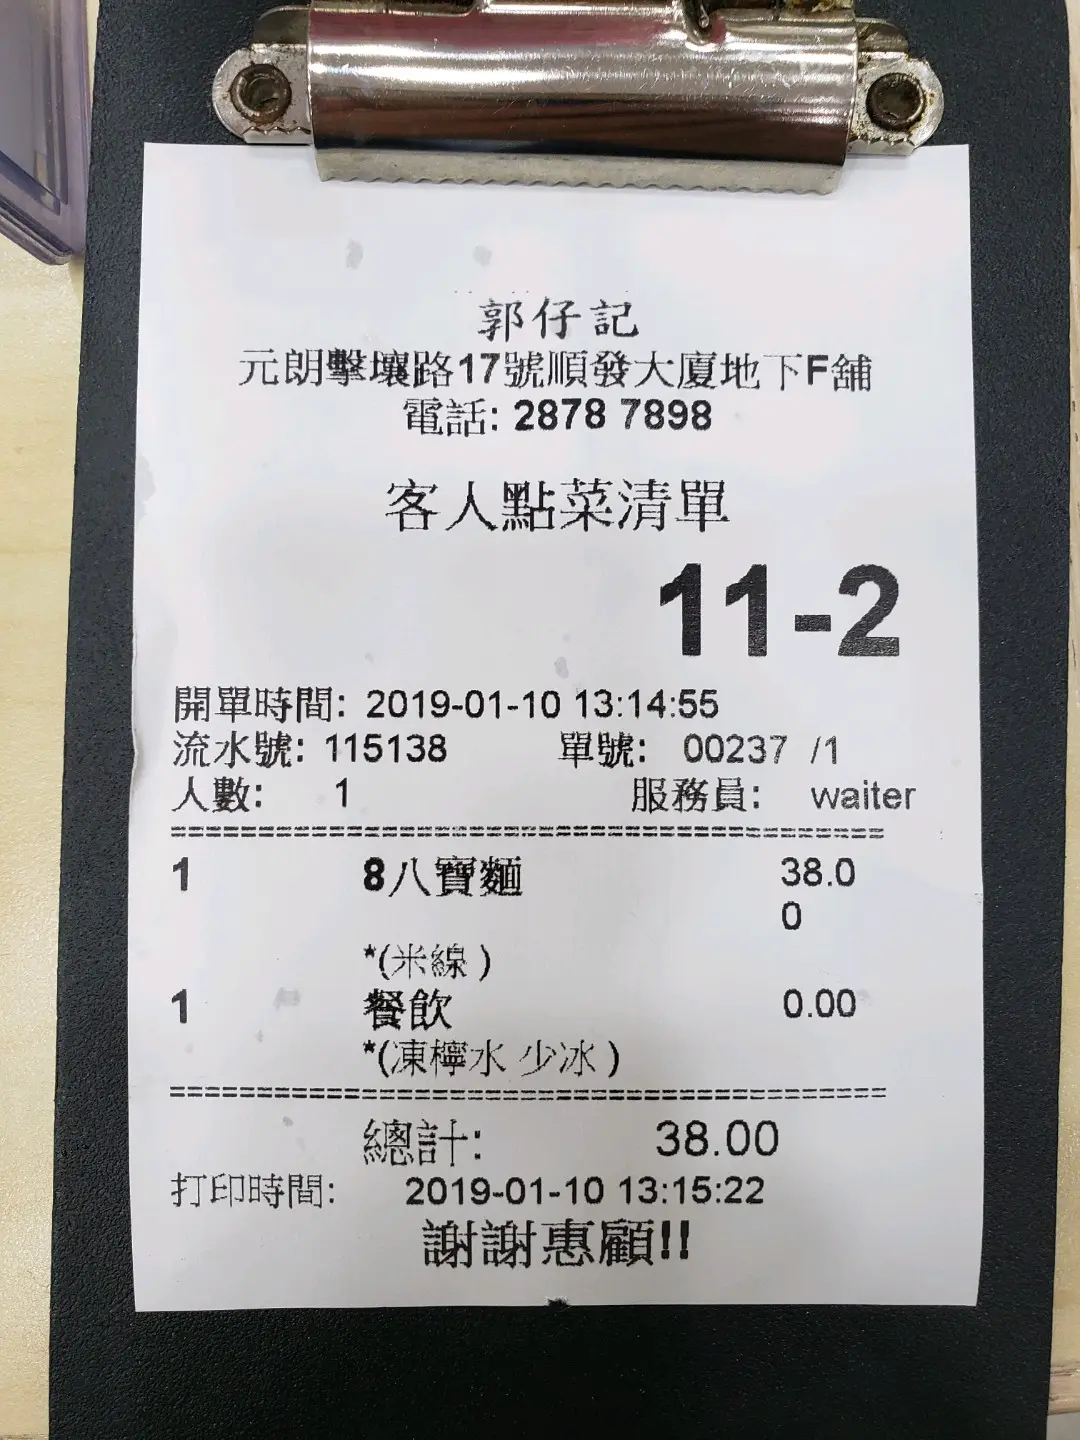 郭仔記
元朗擊壤路17號順發大廈地下F舖
電話: 2878 7898
客人點菜清單
11-2
開單時間: 2019-01-10 13:14:55
流水號: 115138 單號: 00237 /1
人數: 1 服務員: waiter
1 8八寶麵 38.0
0
*(米線 )
1 餐飲 0.00
*(凍檸水 少冰 )
總計: 38.00
打印時間: 2019-01-10 13:15:22
謝謝惠顧!!